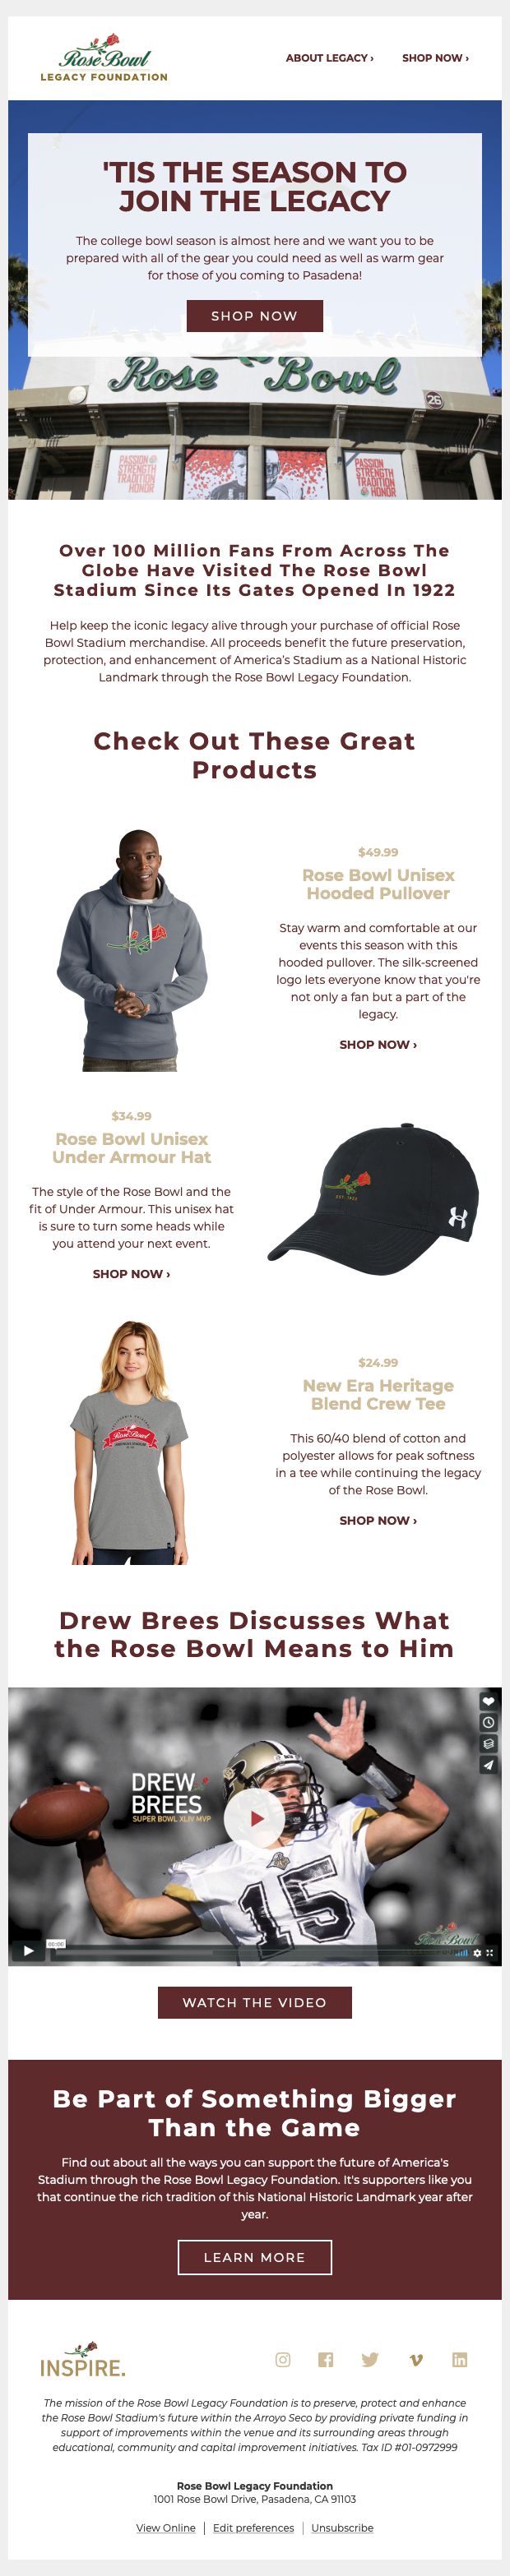 Rose Bowl
LEGACY FOUNDATION
ABOUT LEGACY ›
SHOP NOW ›
'TIS THE SEASON TO
JOIN THE LEGACY
The college bowl season is almost here and we want you to be
prepared with all of the gear you could need as well as warm gear
for those of you coming to Pasadena!
SHOP NOW
Rose Bowl
26
PASSION
STRENGTH
TRADITION
HONOR
PASSION
STRENGTH
TRADITION
HONOR
Over 100 Million Fans From Across The
Globe Have Visited The Rose Bowl
Stadium Since Its Gates Opened In 1922
Help keep the iconic legacy alive through your purchase of official Rose
Bowl Stadium merchandise. All proceeds benefit the future preservation,
protection, and enhancement of America's Stadium as a National Historic
Landmark through the Rose Bowl Legacy Foundation.
Check Out These Great
Products
$49.99
Rose Bowl Unisex
Hooded Pullover
Stay warm and comfortable at our
events this season with this
hooded pullover. The silk-screened
logo lets everyone know that you're
not only a fan but a part of the
legacy.
SHOP NOW ›
$34.99
Rose Bowl Unisex
Under Armour Hat
The style of the Rose Bowl and the
fit of Under Armour. This unisex hat
is sure to turn some heads while
you attend your next event.
SHOP NOW ›
EST. 1922
$24.99
New Era Heritage
Blend Crew Tee
This 60/40 blend of cotton and
polyester allows for peak softness
in a tee while continuing the legacy
of the Rose Bowl.
SHOP NOW ›
Rose Bowl
Drew Brees Discusses What
the Rose Bowl Means to Him
DREW
BREES
SUPER BOWL XLIV MVP
15
Rose Bowl
00:00
WATCH THE VIDEO
Be Part of Something Bigger
Than the Game
Find out about all the ways you can support the future of America's
Stadium through the Rose Bowl Legacy Foundation. It's supporters like you
that continue the rich tradition of this National Historic Landmark year after
year.
LEARN MORE
INSPIRE.
The mission of the Rose Bowl Legacy Foundation is to preserve, protect and enhance
the Rose Bowl Stadium's future within the Arroyo Seco by providing private funding in
support of improvements within the venue and its surrounding areas through
educational, community and capital improvement initiatives. Tax ID #01-0972999
Rose Bowl Legacy Foundation
1001 Rose Bowl Drive, Pasadena, CA 91103
View Online | Edit preferences | Unsubscribe